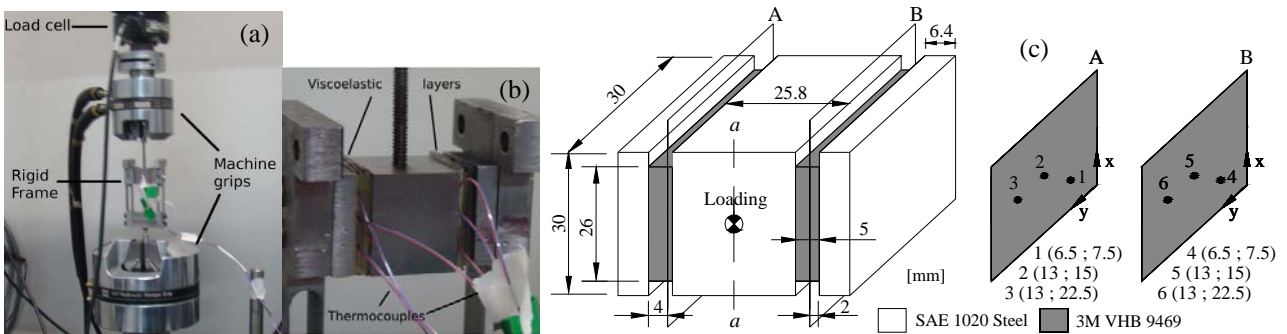 Load cell
(a)
Machine
grips
Rigid
Frame
Viscoelastic layers
(b)
Thermocouples
A
B
6.4
30
25.8
a
30
26
Loading
5
[mm]
4
a
2
SAE 1020 Steel
3M VHB 9469
(c)
A
B
2
1
3
x
y
5
4
6
x
y
1 (6.5 ; 7.5)
2 (13 ; 15)
3 (13 ; 22.5)
4 (6.5 ; 7.5)
5 (13 ; 15)
6 (13 ; 22.5)